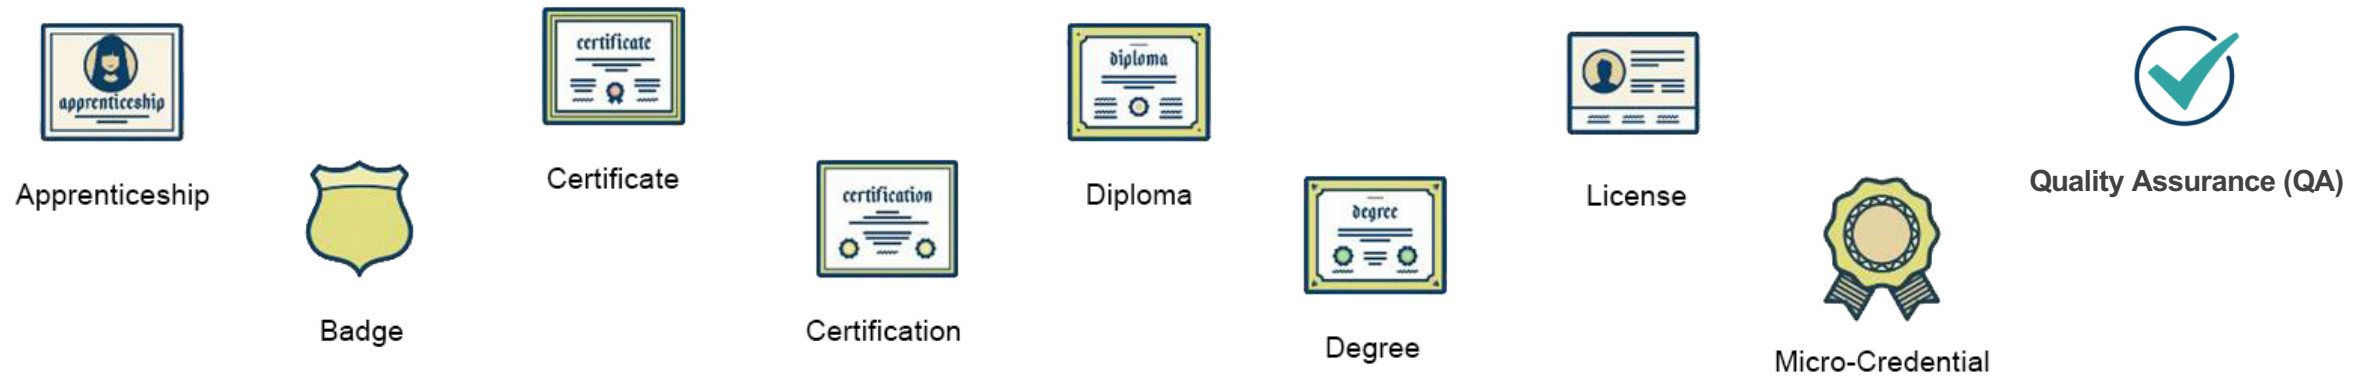 apprenticeship
Apprenticeship
Badge
certificate
Certificate
certification
Certification
diploma
Diploma
degree
Degree
License
Micro-Credential
Quality Assurance (QA)